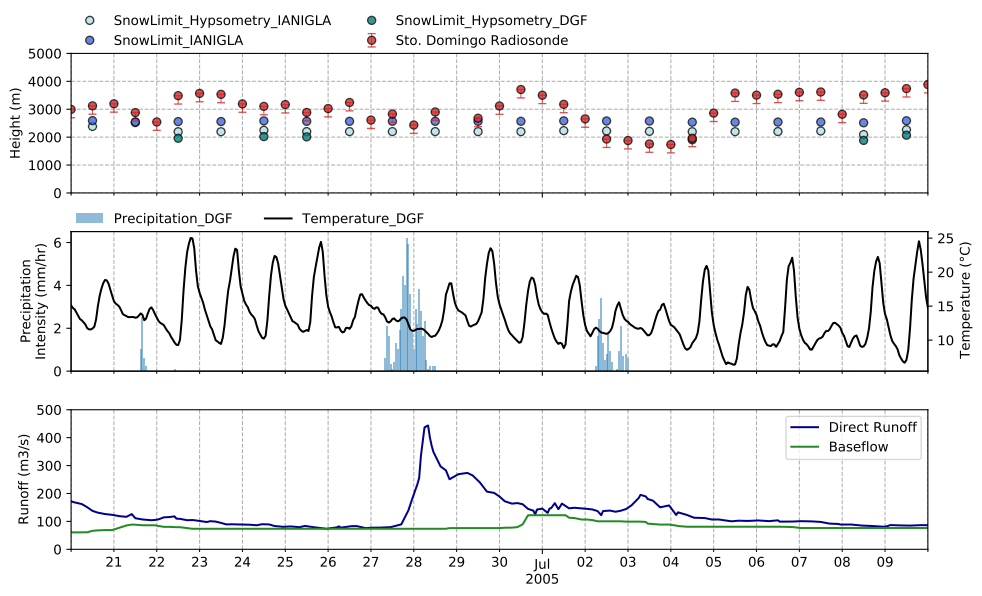 SnowLimit_Hypsometry_IANIGLA SnowLimit_Hypsometry_DGF
SnowLimit_IANIGLA Sto. Domingo Radiosonde
5000
4000
3000
2000
1000
0
Height (m)
Precipitation_DGF Temperature_DGF
6
4
2
0
Precipitation
Intensity (mm/hr)
25
20
15
10
Temperature (°C)
500
400
300
200
100
0
Runoff (m3/s)
Direct Runoff
Baseflow
21 22 23 24 25 26 27 28 29 30 Jul 02 03 04 05 06 07 08 09
2005